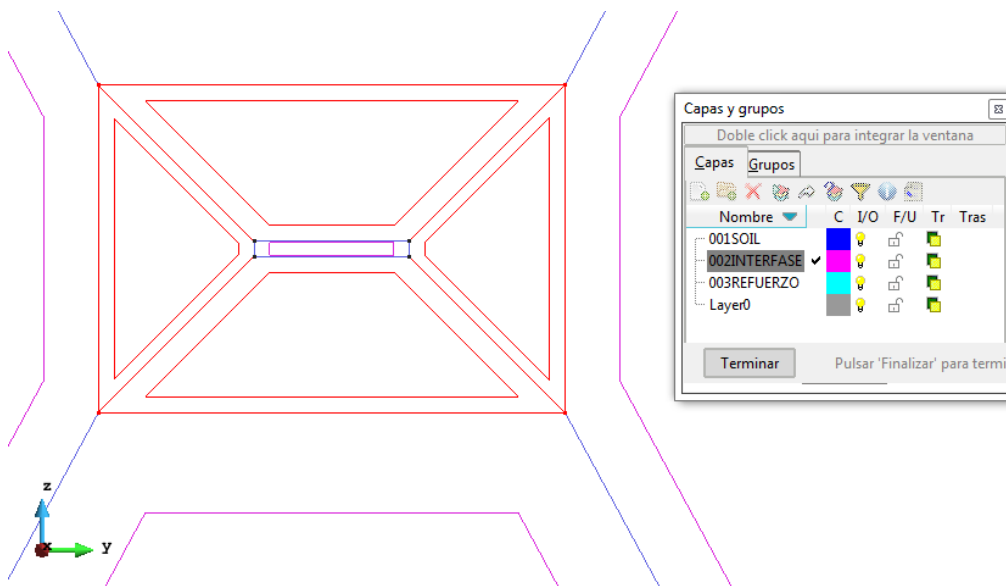 Capas y grupos
Doble click aqui para integrar la ventana
Capas Grupos
Nombre C I/O F/U Tr Tras
001SOIL
002INTERFASE
003REFUERZO
Layer0
Terminar Pulsar 'Finalizar' para termi
z
x y